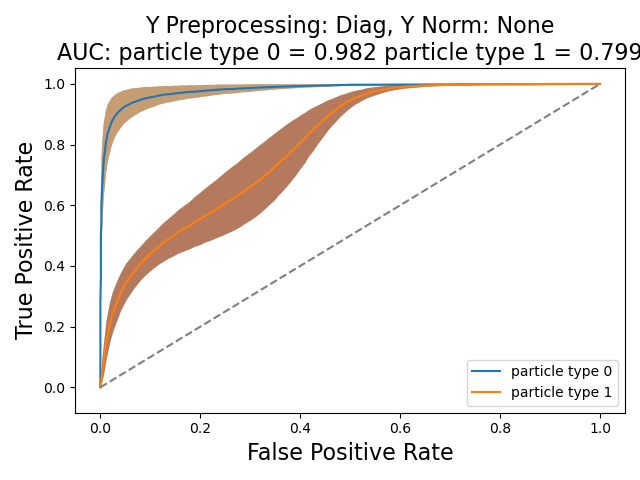 Y Preprocessing: Diag, Y Norm: None
AUC: particle type 0 = 0.982 particle type 1 = 0.799
True Positive Rate
1.0
0.8
0.6
0.4
0.2
0.0
particle type 0
particle type 1
0.0 0.2 0.4 0.6 0.8 1.0
False Positive Rate